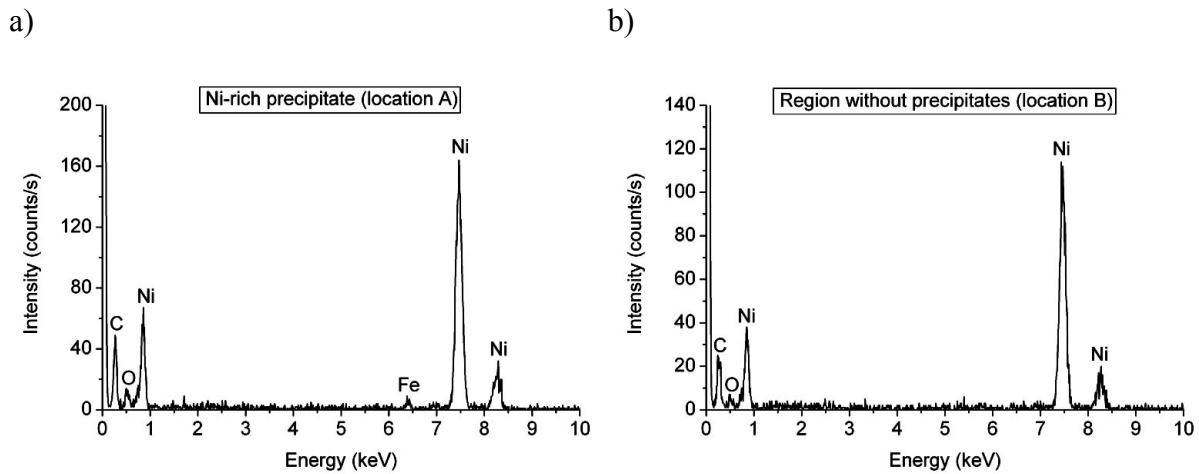 a)
b)
Ni-rich precipitate (location A)
200
160
120
80
40
0
Intensity (counts/s)
C
O
Ni
Fe
Ni
Ni
0 1 2 3 4 5 6 7 8 9 10
Energy (keV)
Region without precipitates (location B)
140
120
100
80
60
40
20
0
Intensity (counts/s)
C
O
Ni
Ni
Ni
0 1 2 3 4 5 6 7 8 9 10
Energy (keV)